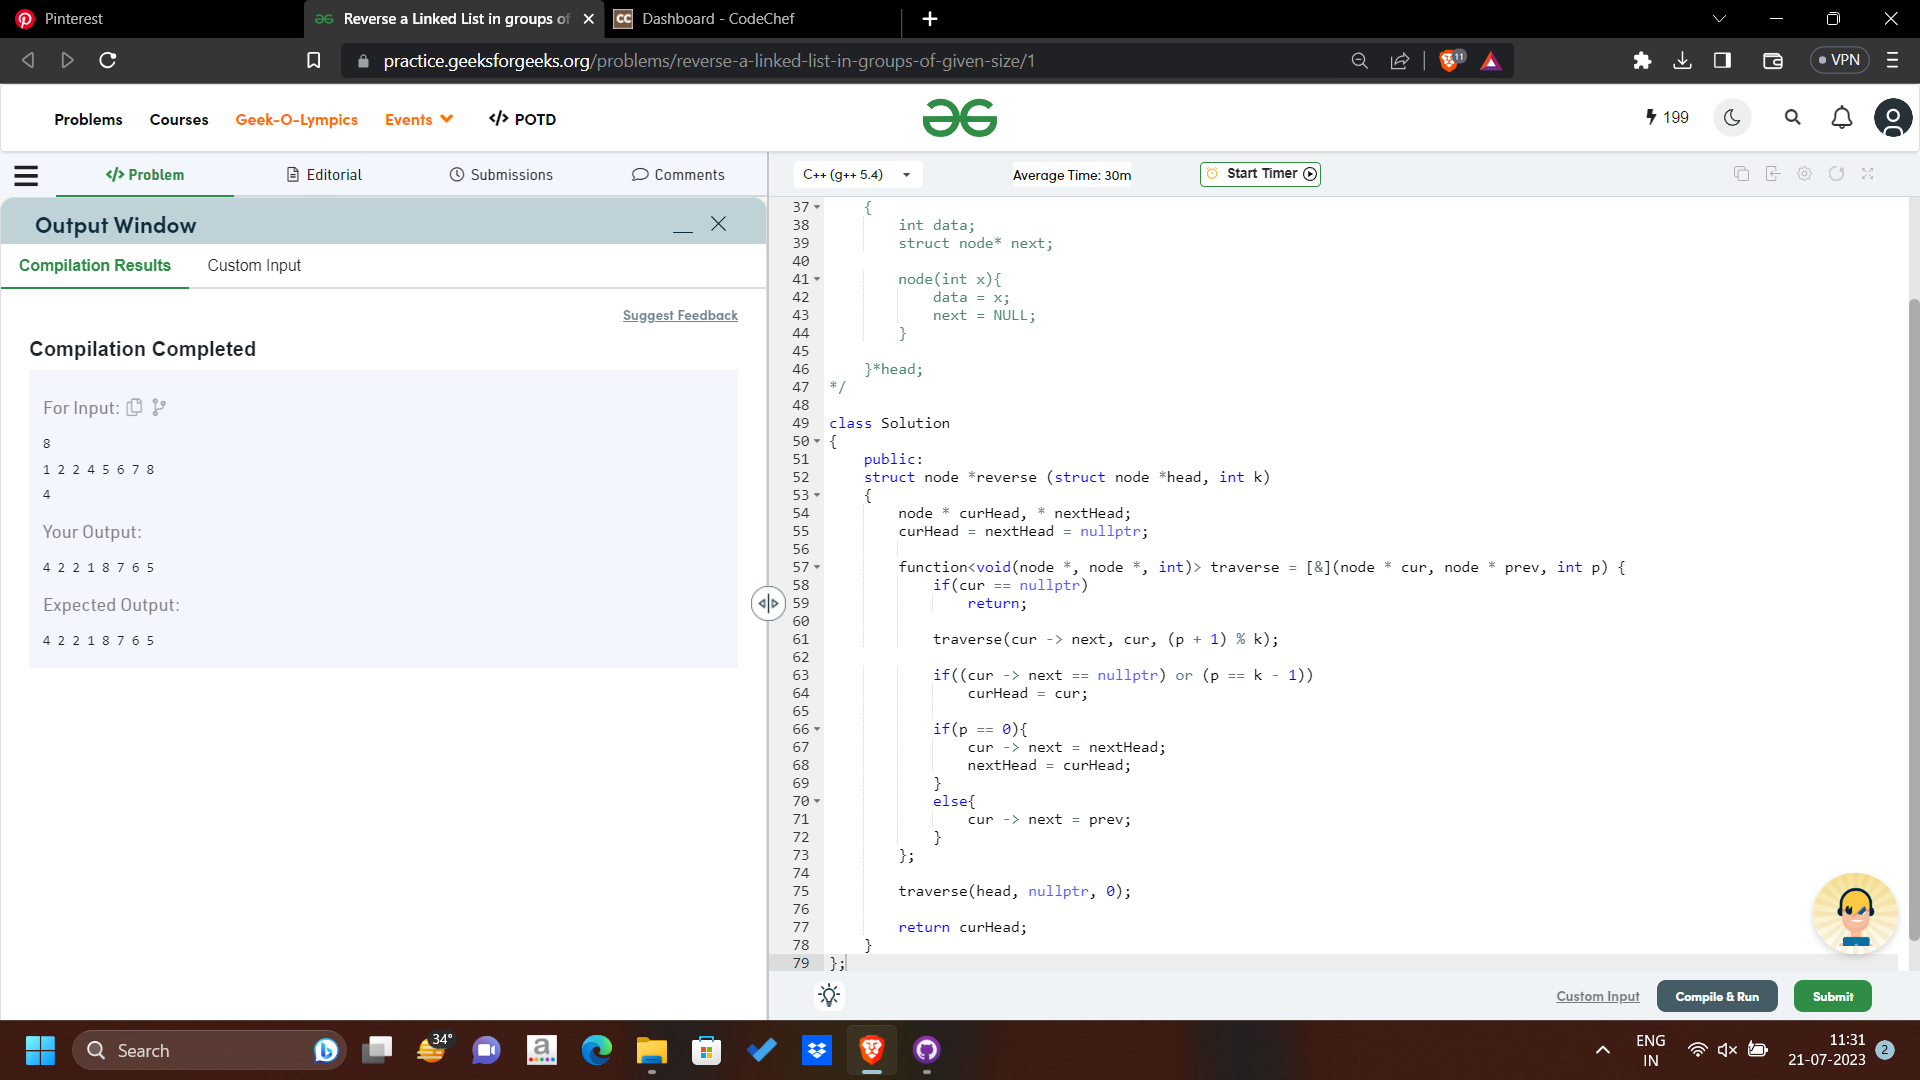 Pinterest
Reverse a Linked List in groups of
Dashboard - CodeChef
practice.geeksforgeeks.org/problems/reverse-a-linked-list-in-groups-of-given-size/1
11
VPN
Problems
Courses
Geek-O-Lympics
Events
</> POTD
199
</> Problem
Editorial
Submissions
Comments
C++ (g++ 5.4)
Average Time: 30m
Start Timer
Output Window
Compilation Results
Custom Input
Suggest Feedback
Compilation Completed
For Input:
8
1 2 2 4 5 6 7 8
4
Your Output:
4 2 2 1 8 7 6 5
Expected Output:
4 2 2 1 8 7 6 5
37 {
38 int data;
39 struct node* next;
40
41 node(int x){
42 data = x;
43 next = NULL;
44 }
45
46 }*head;
47 */
48
49 class Solution
50 {
51 public:
52 struct node *reverse (struct node *head, int k)
53 {
54 node * curHead, * nextHead;
55 curHead = nextHead = nullptr;
56
57 function<void(node *, node *, int)> traverse = [&](node * cur, node * prev, int p) {
58 if(cur == nullptr)
59 return;
60
61 traverse(cur -> next, cur, (p + 1) % k);
62
63 if((cur -> next == nullptr) or (p == k - 1))
64 curHead = cur;
65
66 if(p == 0){
67 cur -> next = nextHead;
68 nextHead = curHead;
69 }
70 else{
71 cur -> next = prev;
72 }
73 };
74
75 traverse(head, nullptr, 0);
76
77 return curHead;
78 }
79 };
Custom Input
Compile & Run
Submit
Search
34°
ENG
IN
11:31
21-07-2023
2